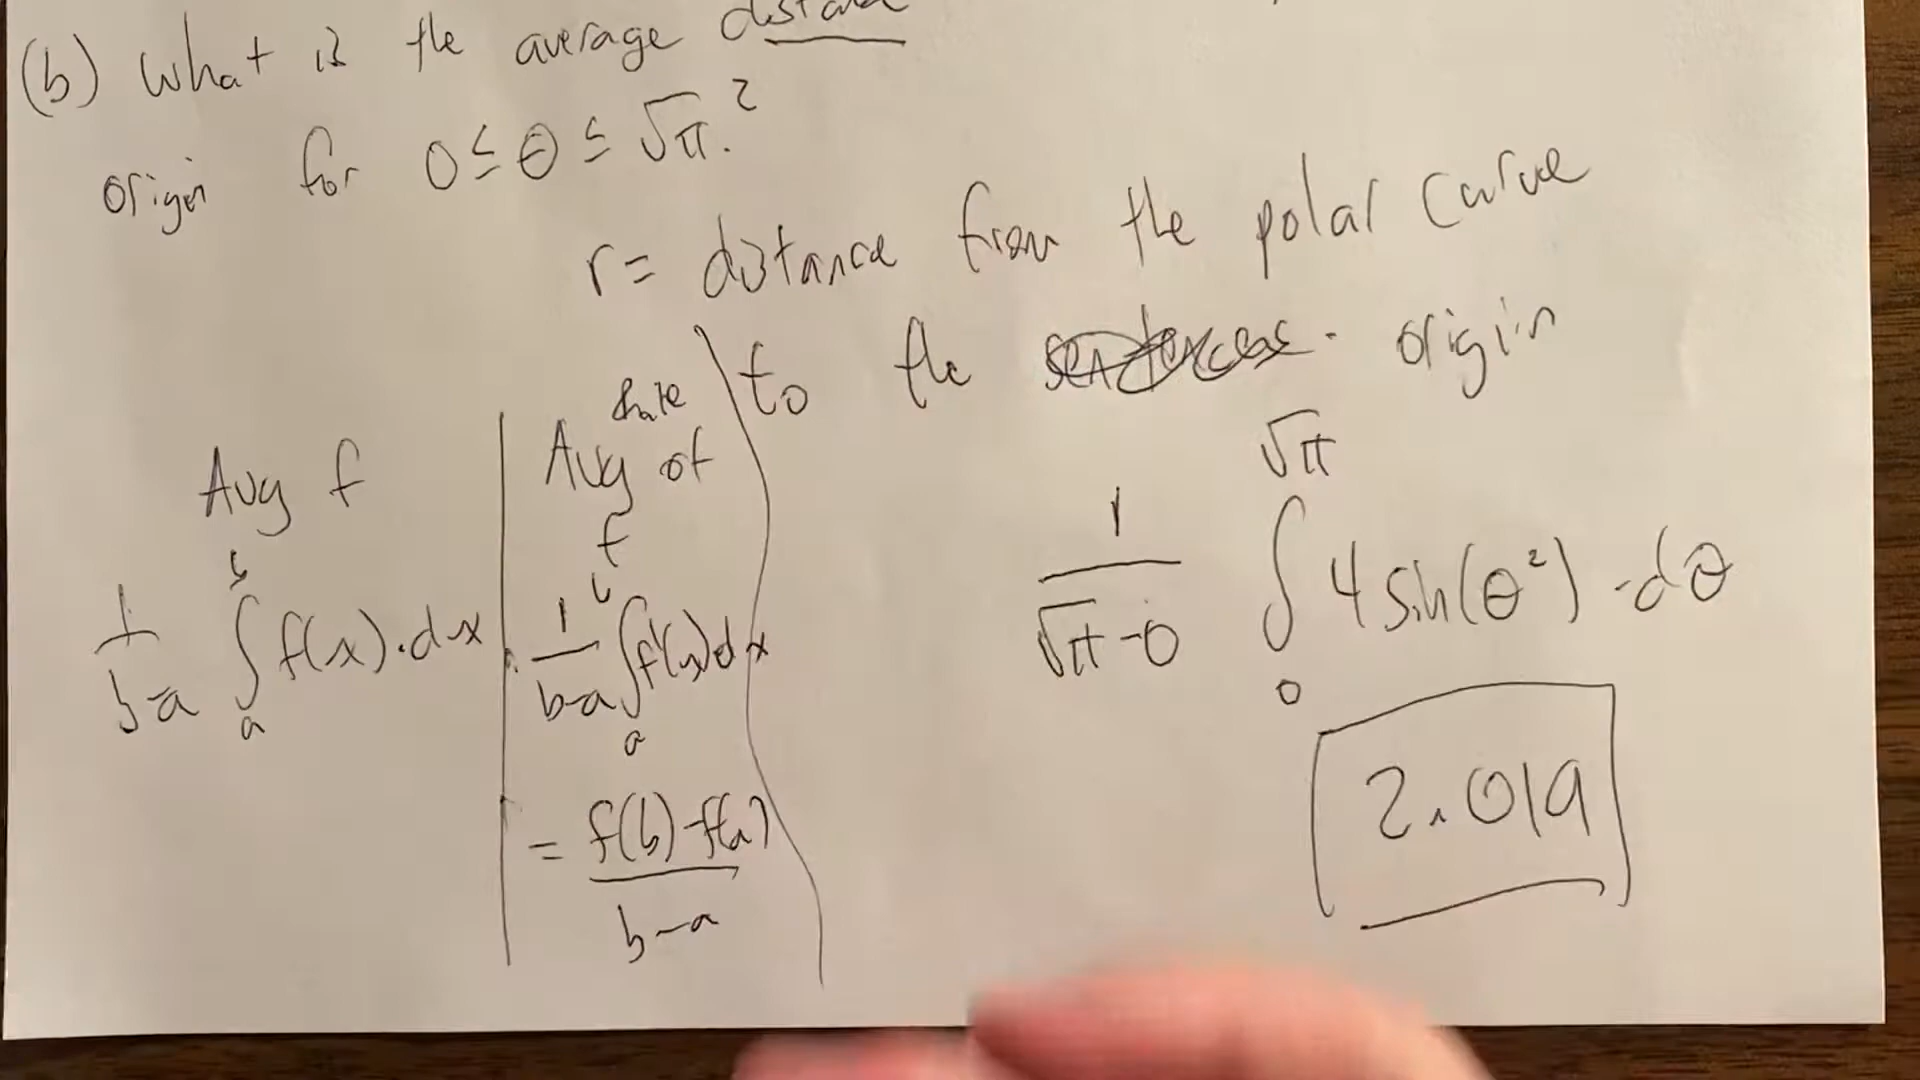 (b) What is the average distance
origin for 0 ≤ θ ≤ √π.?
r = distance from the polar curve
to the origin
Avg f
1/(b-a) ∫_a^b f(x)·dx
Rate
Avg of
f
1/(b-a) ∫_a^b f'(x)dx
= (f(b)-f(a))/(b-a)
1/(√π-0) ∫_0^√π 4 sin(θ²)·dθ
2.019